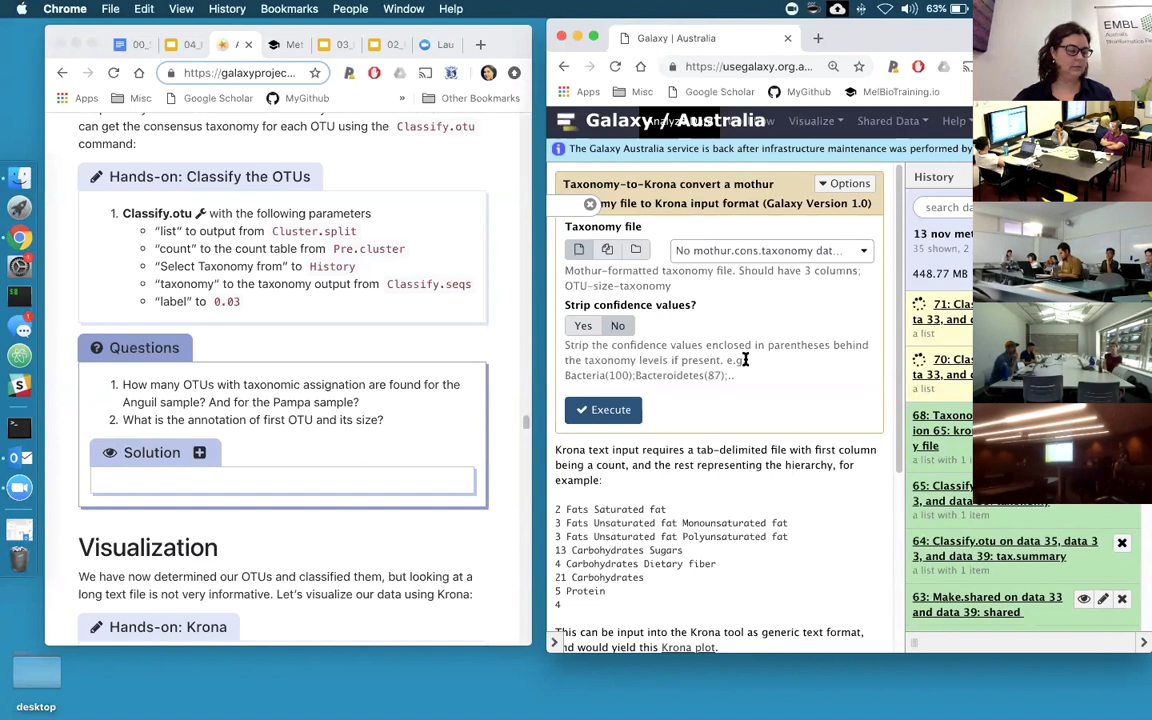 Chrome File Edit View History Bookmarks People Window Help 63%
00_ 04_ A Met 03_ 02_ Lau
https://galaxyprojec...
Apps Misc Google Scholar MyGithub » Other Bookmarks
can get the consensus taxonomy for each OTU using the Classify.otu
command:
Hands-on: Classify the OTUs
1. Classify.otu with the following parameters
◦ “list” to output from Cluster.split
◦ “count” to the count table from Pre.cluster
◦ “Select Taxonomy from” to History
◦ “taxonomy” to the taxonomy output from Classify.seqs
◦ “label” to 0.03
Questions
1. How many OTUs with taxonomic assignation are found for the
Anguil sample? And for the Pampa sample?
2. What is the annotation of first OTU and its size?
Solution
Visualization
We have now determined our OTUs and classified them, but looking at a
long text file is not very informative. Let’s visualize our data using Krona:
Hands-on: Krona
desktop
Galaxy | Australia
https://usegalaxy.org.a...
Apps Misc Google Scholar MyGithub MelBioTraining.io
Galaxy / Australia Visualize Shared Data Help
The Galaxy Australia service is back after infrastructure maintenance was performed by
Taxonomy-to-Krona convert a mothur
my file to Krona input format (Galaxy Version 1.0)
Options
Taxonomy file
No mothur.cons.taxonomy dat...
Mothur-formatted taxonomy file. Should have 3 columns;
OTU-size-taxonomy
Strip confidence values?
Yes No
Strip the confidence values enclosed in parentheses behind
the taxonomy levels if present. e.g.
Bacteria(100);Bacteroidetes(87);..
Execute
Krona text input requires a tab-delimited file with first column
being a count, and the rest representing the hierarchy, for
example:
2 Fats Saturated fat
3 Fats Unsaturated fat Monounsaturated fat
3 Fats Unsaturated fat Polyunsaturated fat
13 Carbohydrates Sugars
4 Carbohydrates Dietary fiber
21 Carbohydrates
5 Protein
4
This can be input into the Krona tool as generic text format,
and would yield this Krona plot.
History
search da
13 nov met
35 shown, 2
448.77 MB
71: Clas
ta 33, and d
a list
70: Clas
ta 33, and d
a list
68: Taxono
ion 65: kro
y file
a list with 1
65: Classify
3, and data
a list with 1 item
64: Classify.otu on data 35, data 3
3, and data 39: tax.summary
a list with 1 item
63: Make.shared on data 33
and data 39: shared
EMBL